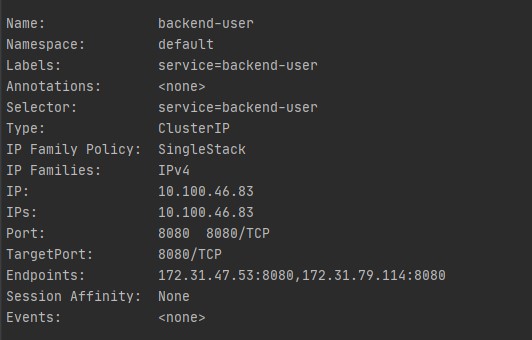 Name: backend-user
Namespace: default
Labels: service=backend-user
Annotations: <none>
Selector: service=backend-user
Type: ClusterIP
IP Family Policy: SingleStack
IP Families: IPv4
IP: 10.100.46.83
IPs: 10.100.46.83
Port: 8080 8080/TCP
TargetPort: 8080/TCP
Endpoints: 172.31.47.53:8080,172.31.79.114:8080
Session Affinity: None
Events: <none>